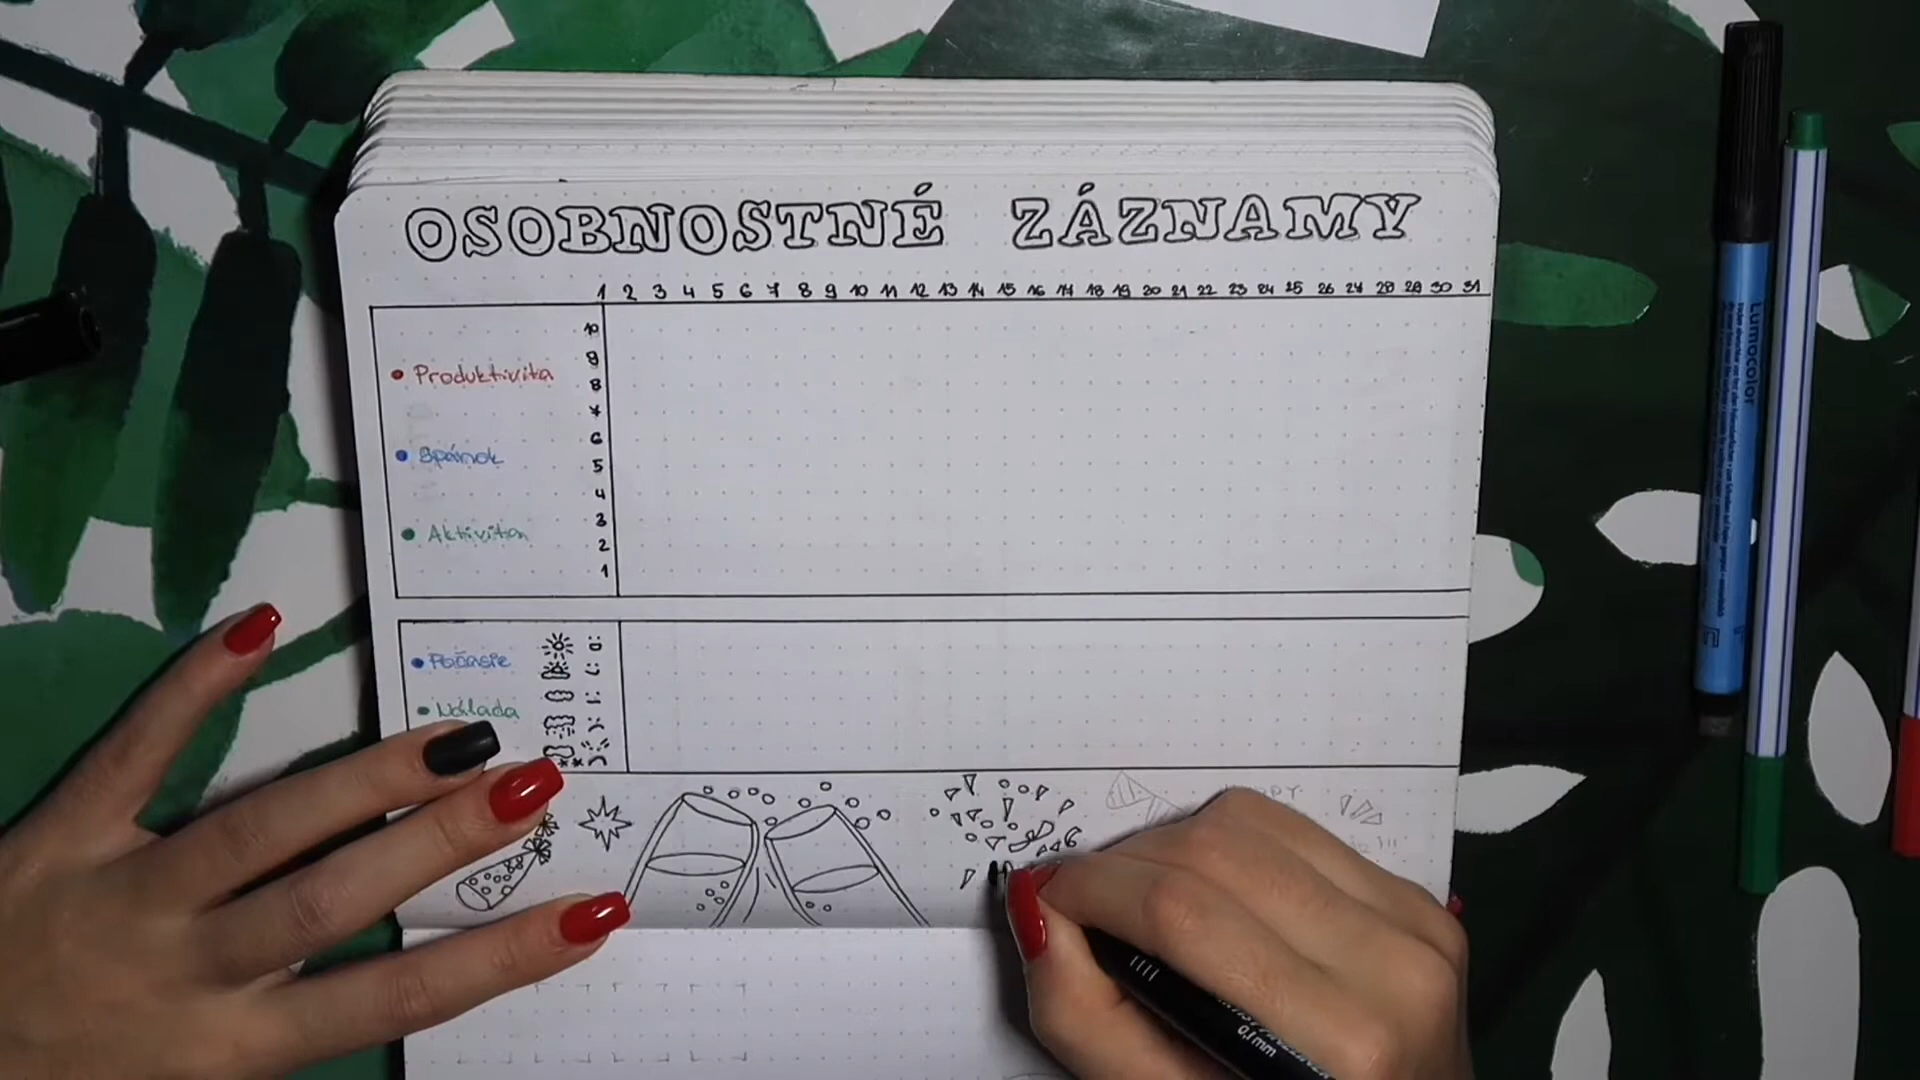 OSOBNOSTNÉ ZÁZNAMY
1 2 3 4 5 6 7 8 9 10 11 12 13 14 15 16 17 18 19 20 21 22 23 24 25 26 27 28 29 30 31
10
9
Produktivita
8
7
6
Spánok
5
4
3
Aktivita
2
1
Počasie
Nálada
Lumocolor